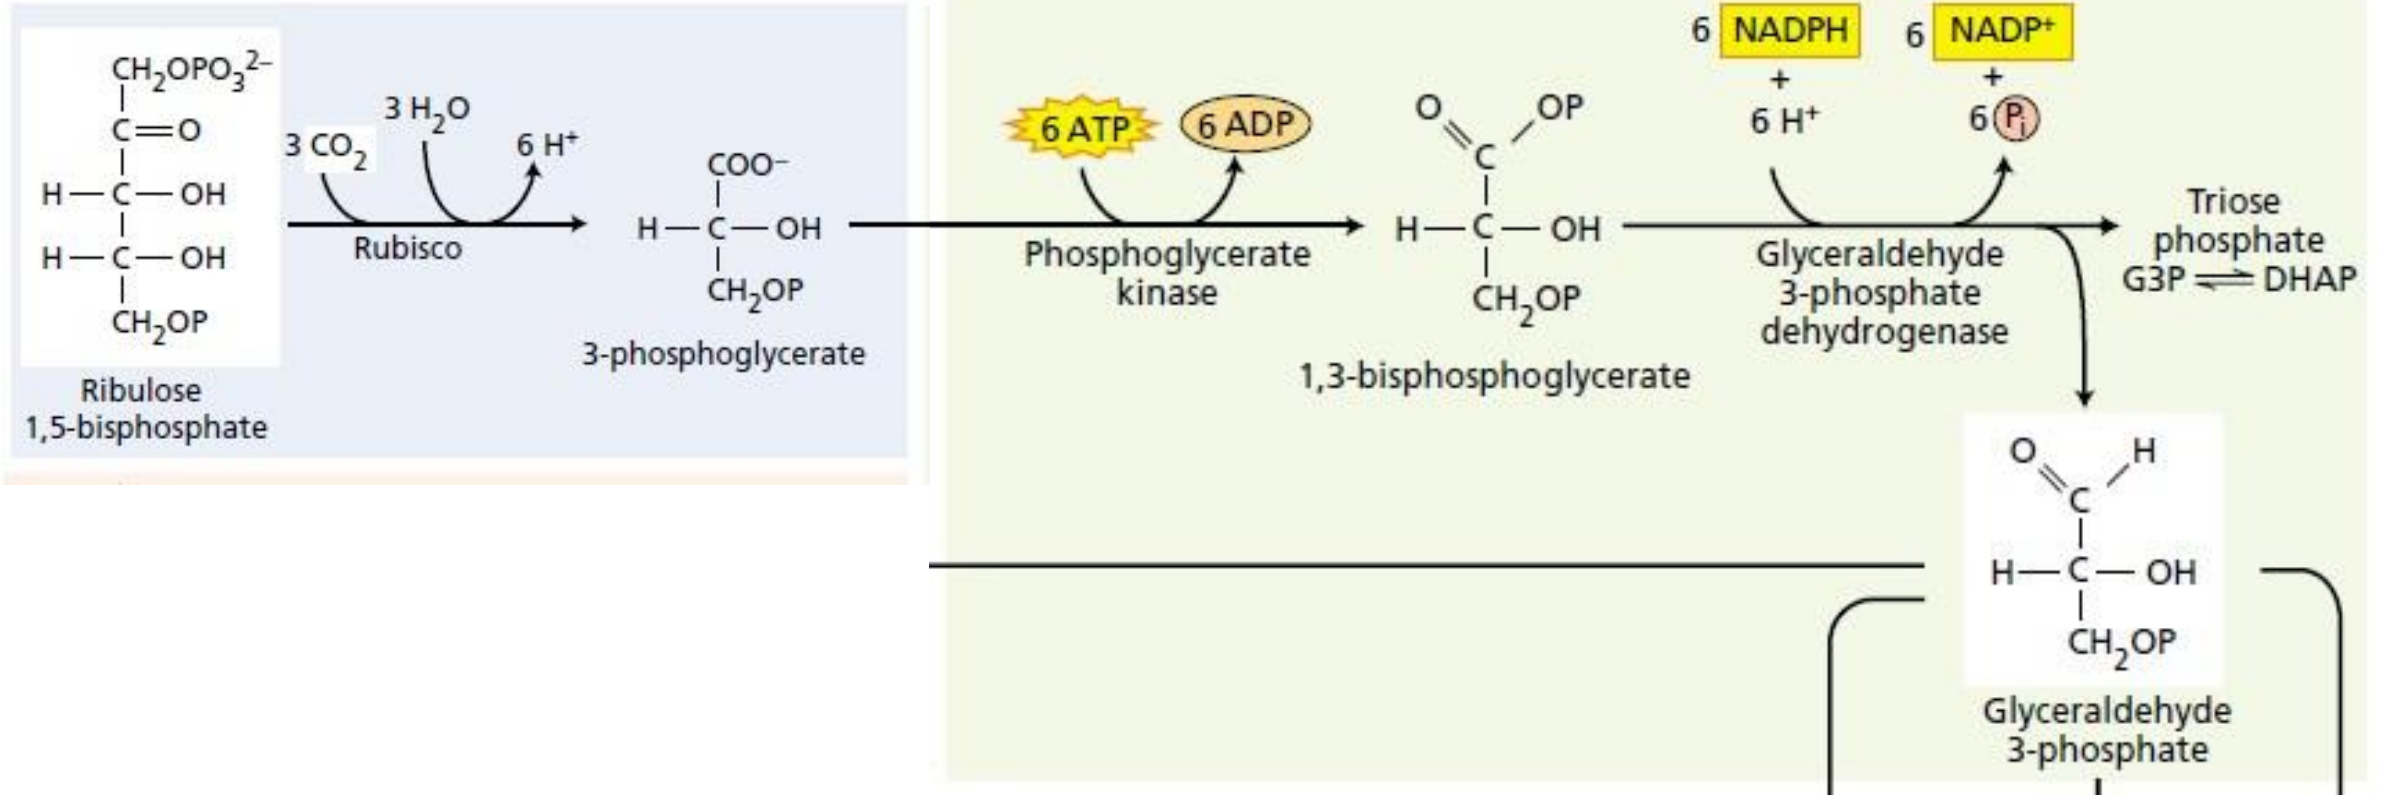 CH₂OPO₃²⁻
C=O
H—C—OH
H—C—OH
CH₂OP
Ribulose
1,5-bisphosphate
3 CO₂
3 H₂O
6 H⁺
Rubisco
COO⁻
H—C—OH
CH₂OP
3-phosphoglycerate
6 ATP
6 ADP
Phosphoglycerate
kinase
O OP
C
H—C—OH
CH₂OP
1,3-bisphosphoglycerate
6 NADPH
+
6 H⁺
6 NADP⁺
+
6 Pi
Glyceraldehyde
3-phosphate
dehydrogenase
Triose
phosphate
G3P ⇌ DHAP
O H
C
H—C—OH
CH₂OP
Glyceraldehyde
3-phosphate